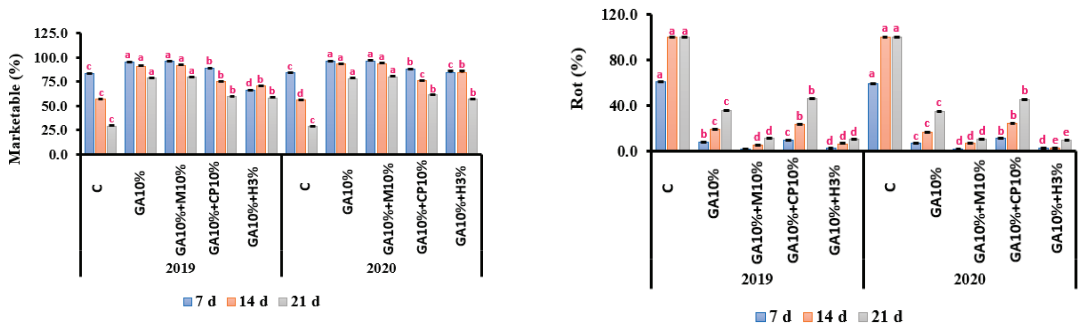 125.0
100.0
75.0
50.0
25.0
0.0
Marketable (%)
c c d
a a a
a a a
b c b
d b b
c d c
a a a
a a a
b c b
c b b
C
GA10%
GA10%+M10%
GA10%+CP10%
GA10%+H3%
C
GA10%
GA10%+M10%
GA10%+CP10%
GA10%+H3%
2019
2020
7 d 14 d 21 d
120.0
80.0
40.0
0.0
Rot (%)
a a a
b c c
d d d
c b b
d d d
a a a
c c c
d d d
b b b
d e e
C
GA10%
GA10%+M10%
GA10%+CP10%
GA10%+H3%
C
GA10%
GA10%+M10%
GA10%+CP10%
GA10%+H3%
2019
2020
7 d 14 d 21 d